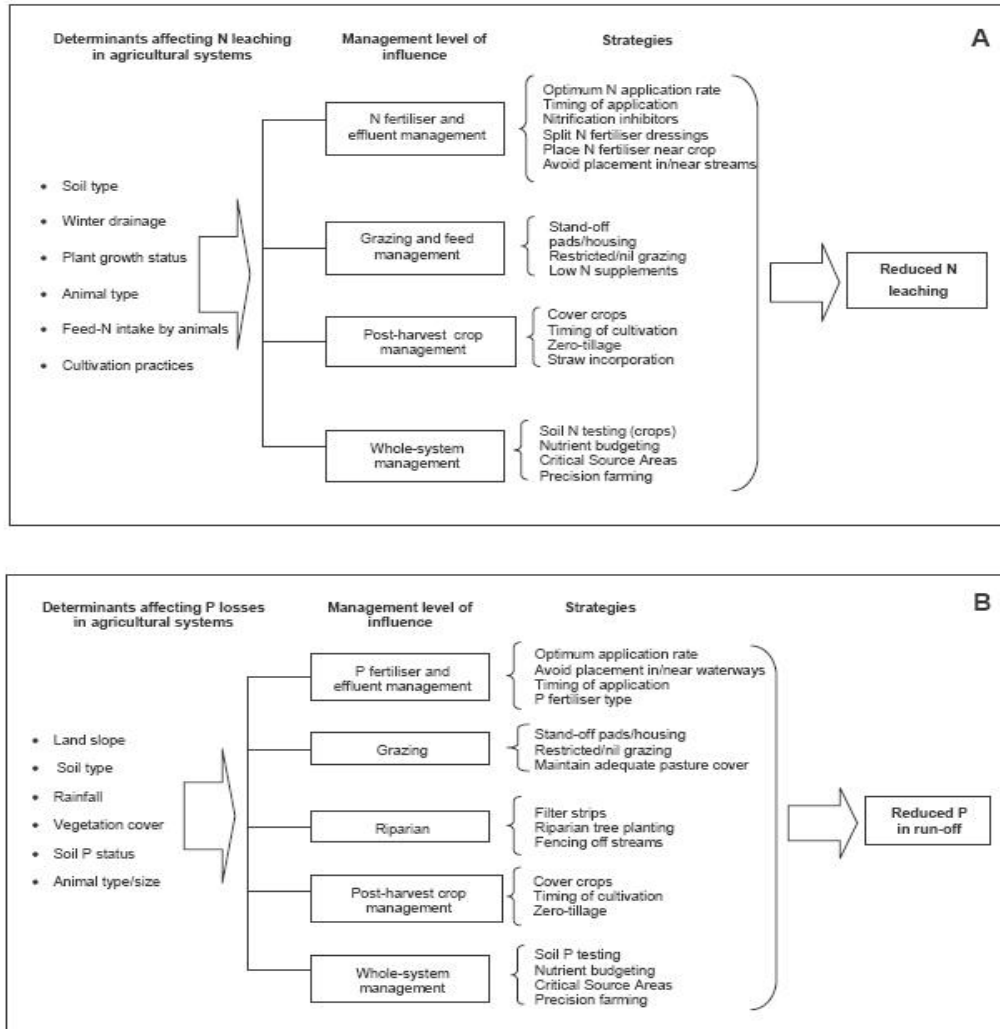 A
Determinants affecting N leaching
in agricultural systems
Management level of
influence
Strategies
• Soil type
• Winter drainage
• Plant growth status
• Animal type
• Feed-N intake by animals
• Cultivation practices
N fertiliser and
effluent management
Optimum N application rate
Timing of application
Nitrification inhibitors
Split N fertiliser dressings
Place N fertiliser near crop
Avoid placement in/near streams
Grazing and feed
management
Stand-off
pads/housing
Restricted/nil grazing
Low N supplements
Post-harvest crop
management
Cover crops
Timing of cultivation
Zero-tillage
Straw incorporation
Whole-system
management
Soil N testing (crops)
Nutrient budgeting
Critical Source Areas
Precision farming
Reduced N
leaching
B
Determinants affecting P losses
in agricultural systems
Management level of
influence
Strategies
• Land slope
• Soil type
• Rainfall
• Vegetation cover
• Soil P status
• Animal type/size
P fertiliser and
effluent management
Optimum application rate
Avoid placement in/near waterways
Timing of application
P fertiliser type
Grazing
Stand-off pads/housing
Restricted/nil grazing
Maintain adequate pasture cover
Riparian
Filter strips
Riparian tree planting
Fencing off streams
Post-harvest crop
management
Cover crops
Timing of cultivation
Zero-tillage
Whole-system
management
Soil P testing
Nutrient budgeting
Critical Source Areas
Precision farming
Reduced P
in run-off